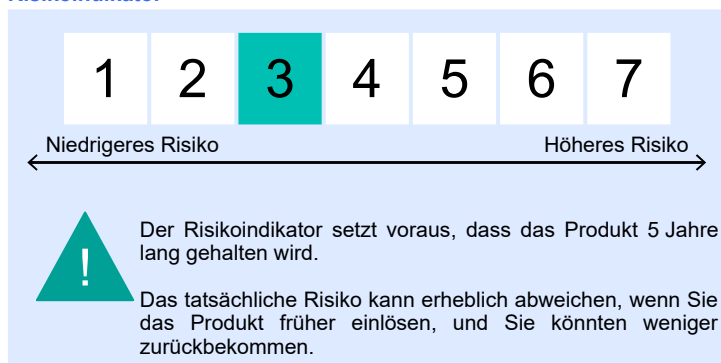 Risikoindikator
1 2 3 4 5 6 7
Niedrigeres Risiko Höheres Risiko
!
Der Risikoindikator setzt voraus, dass das Produkt 5 Jahre
lang gehalten wird.
Das tatsächliche Risiko kann erheblich abweichen, wenn Sie
das Produkt früher einlösen, und Sie könnten weniger
zurückbekommen.